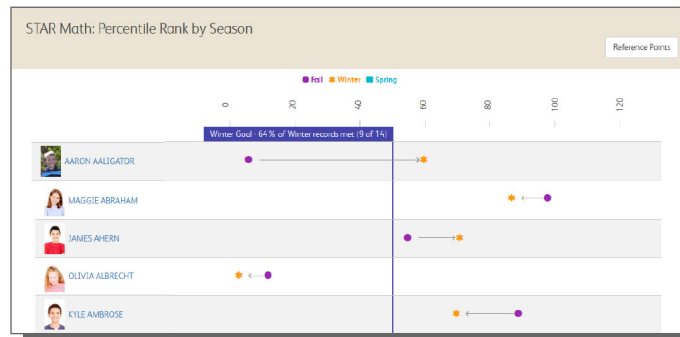 STAR Math: Percentile Rank by Season
Reference Points
Fall Winter Spring
0 20 40 60 80 100 120
Winter Goal - 64% of Winter records met (9 of 14)
AARON AALIGATOR
MAGGIE ABRAHAM
JAMES AHERN
OLIVIA ALBRECHT
KYLE AMBROSE